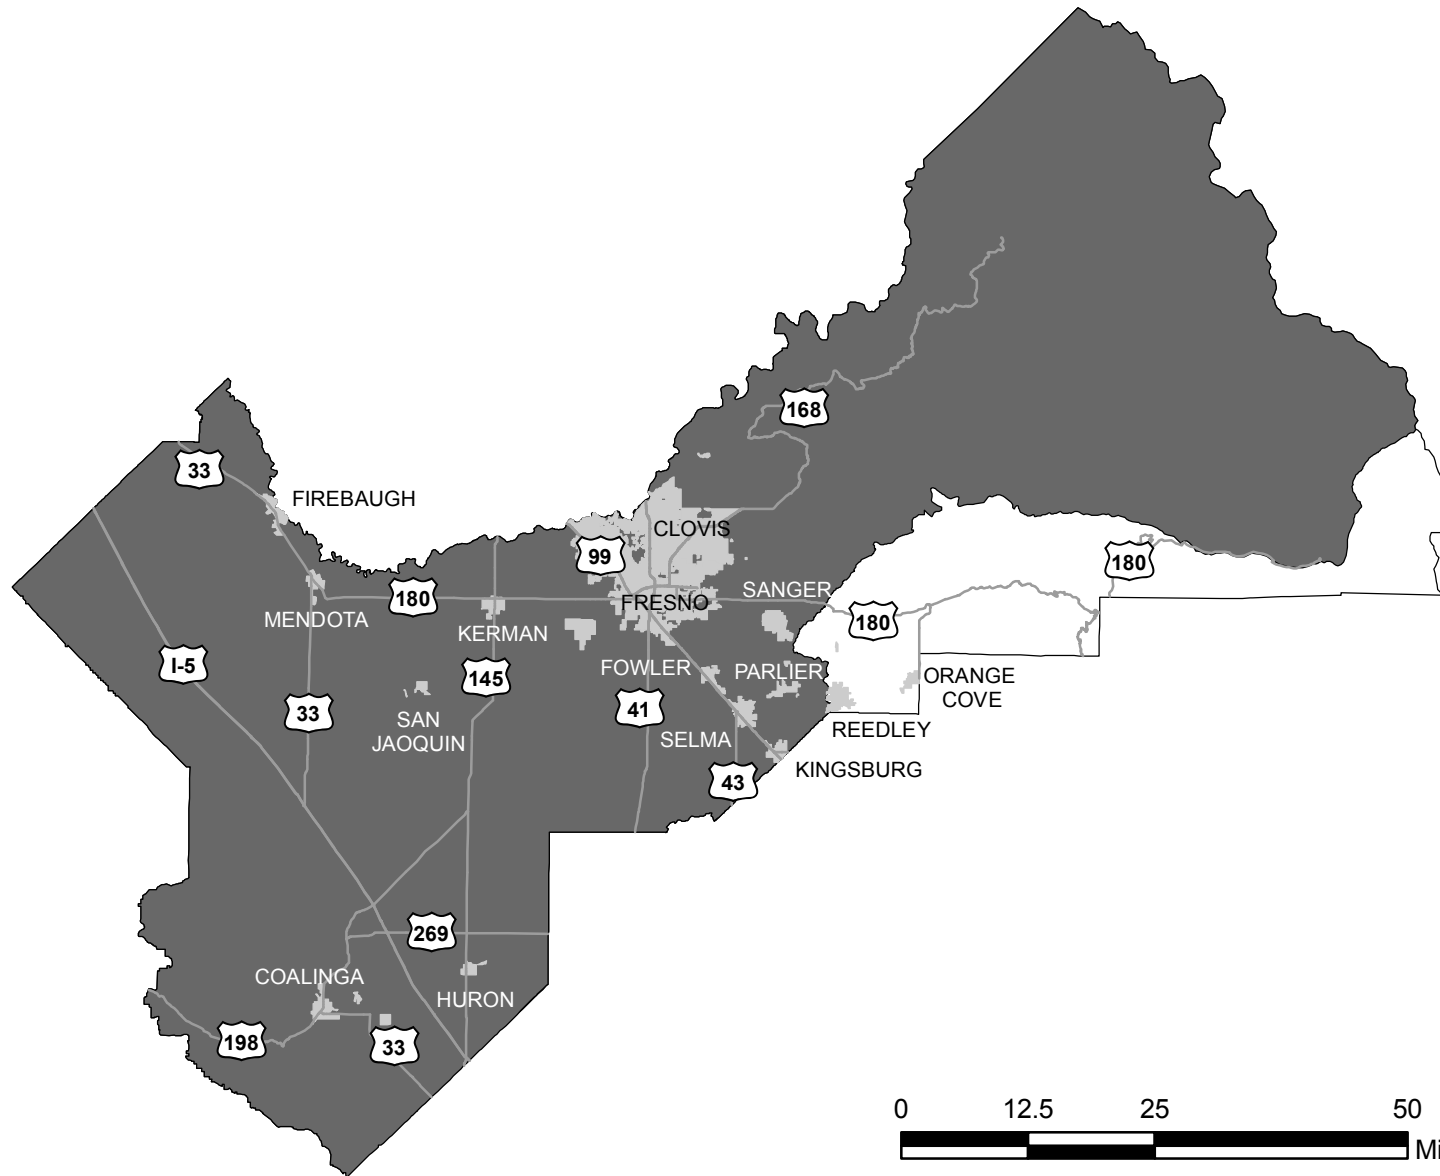 168
33
FIREBAUGH
CLOVIS
99
180
180
SANGER
MENDOTA
FRESNO
180
KERMAN
I-5
145
FOWLER
PARLIER
ORANGE
COVE
33
41
SAN
JAOQUIN
SELMA
REEDLEY
KINGSBURG
43
269
COALINGA
HURON
198
33
0 12.5 25 50
Mi